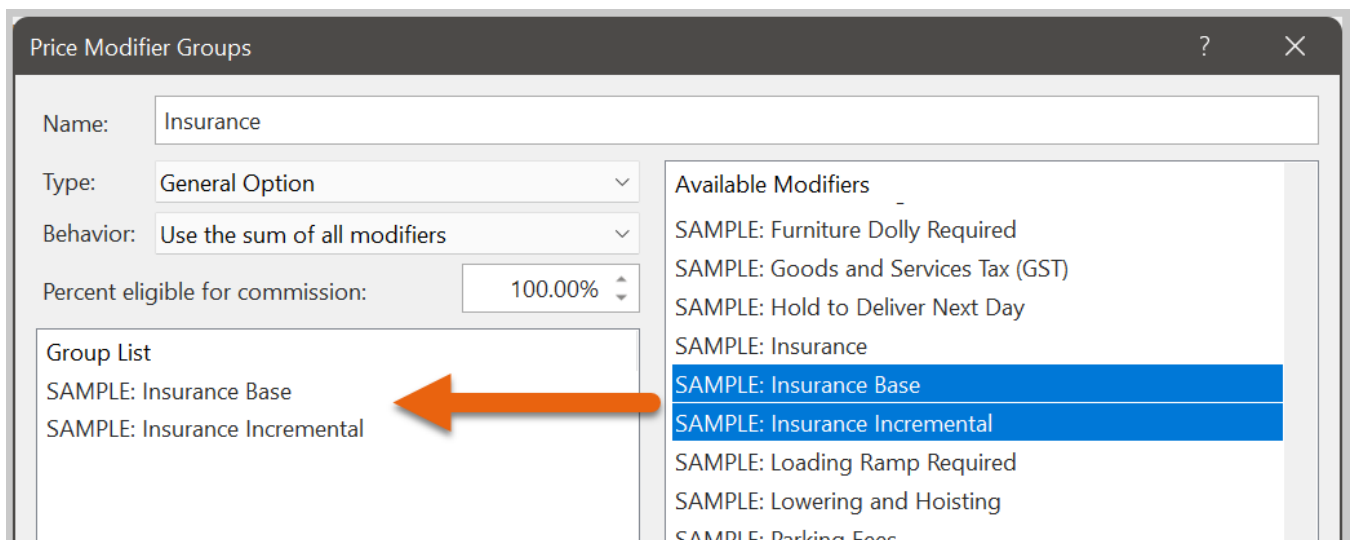 Price Modifier Groups ?
Name: Insurance
Type: General Option
Behavior: Use the sum of all modifiers
Percent eligible for commission: 100.00%
Group List
SAMPLE: Insurance Base
SAMPLE: Insurance Incremental
Available Modifiers
SAMPLE: Furniture Dolly Required
SAMPLE: Goods and Services Tax (GST)
SAMPLE: Hold to Deliver Next Day
SAMPLE: Insurance
SAMPLE: Insurance Base
SAMPLE: Insurance Incremental
SAMPLE: Loading Ramp Required
SAMPLE: Lowering and Hoisting
SAMPLE: Parking Fees